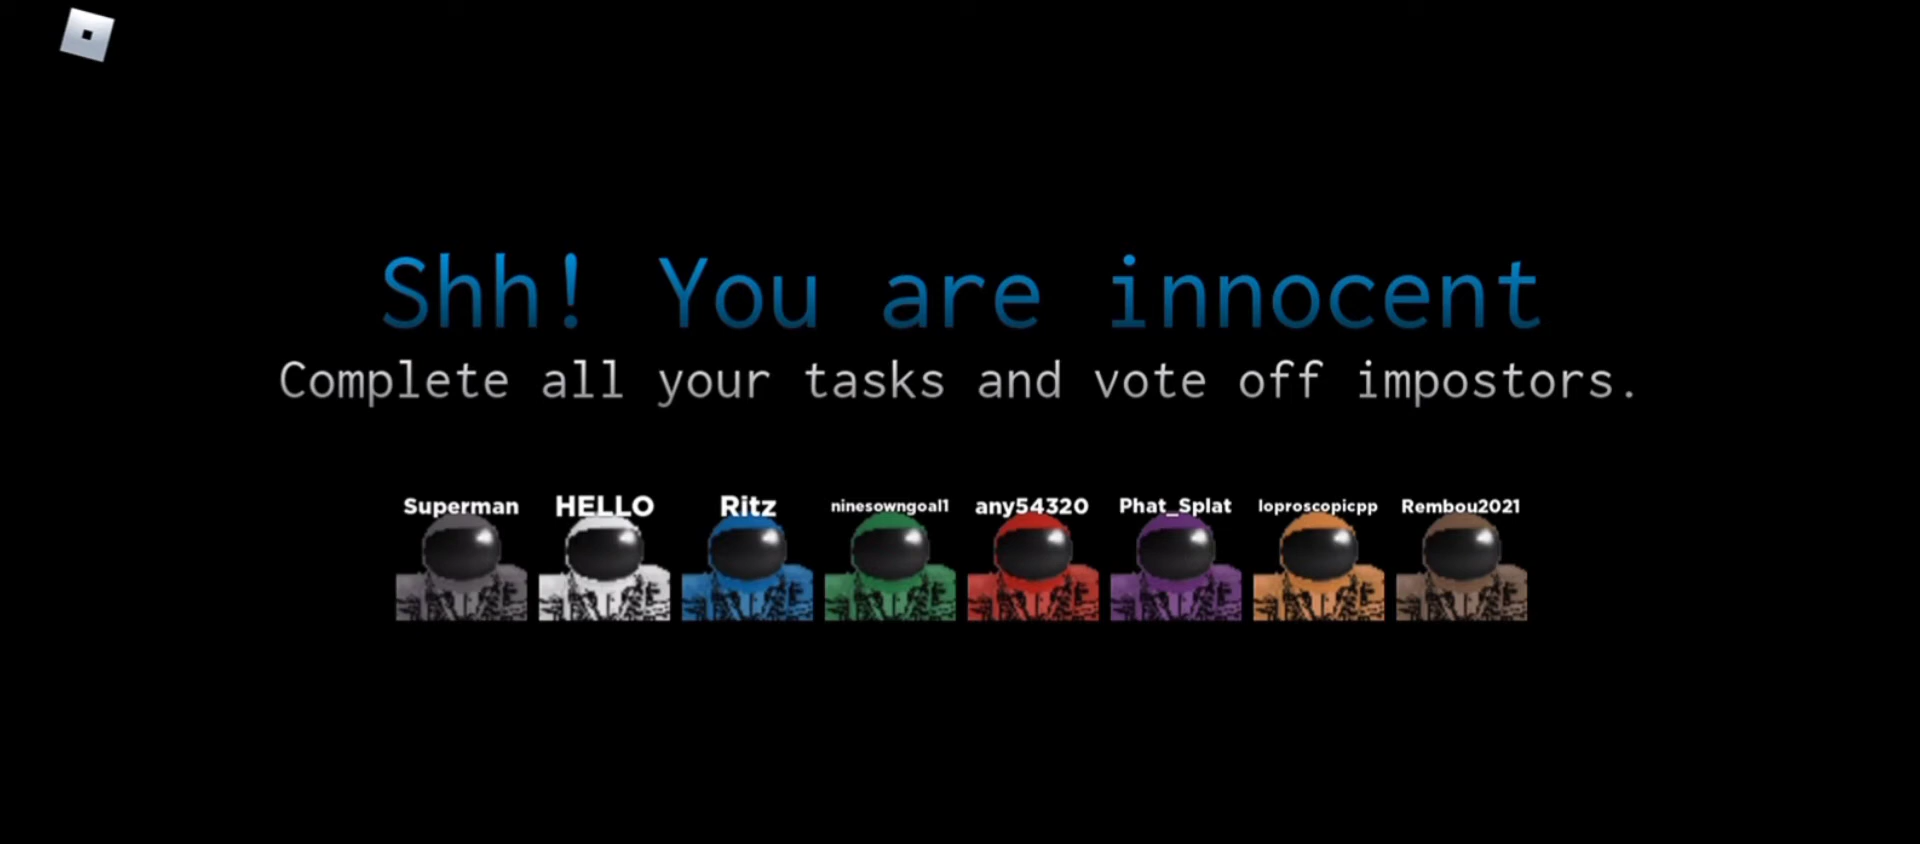 Shh! You are innocent
Complete all your tasks and vote off impostors.
Superman HELLO Ritz ninesowngoal1 any54320 Phat_Splat loproscopicpp Rembou2021